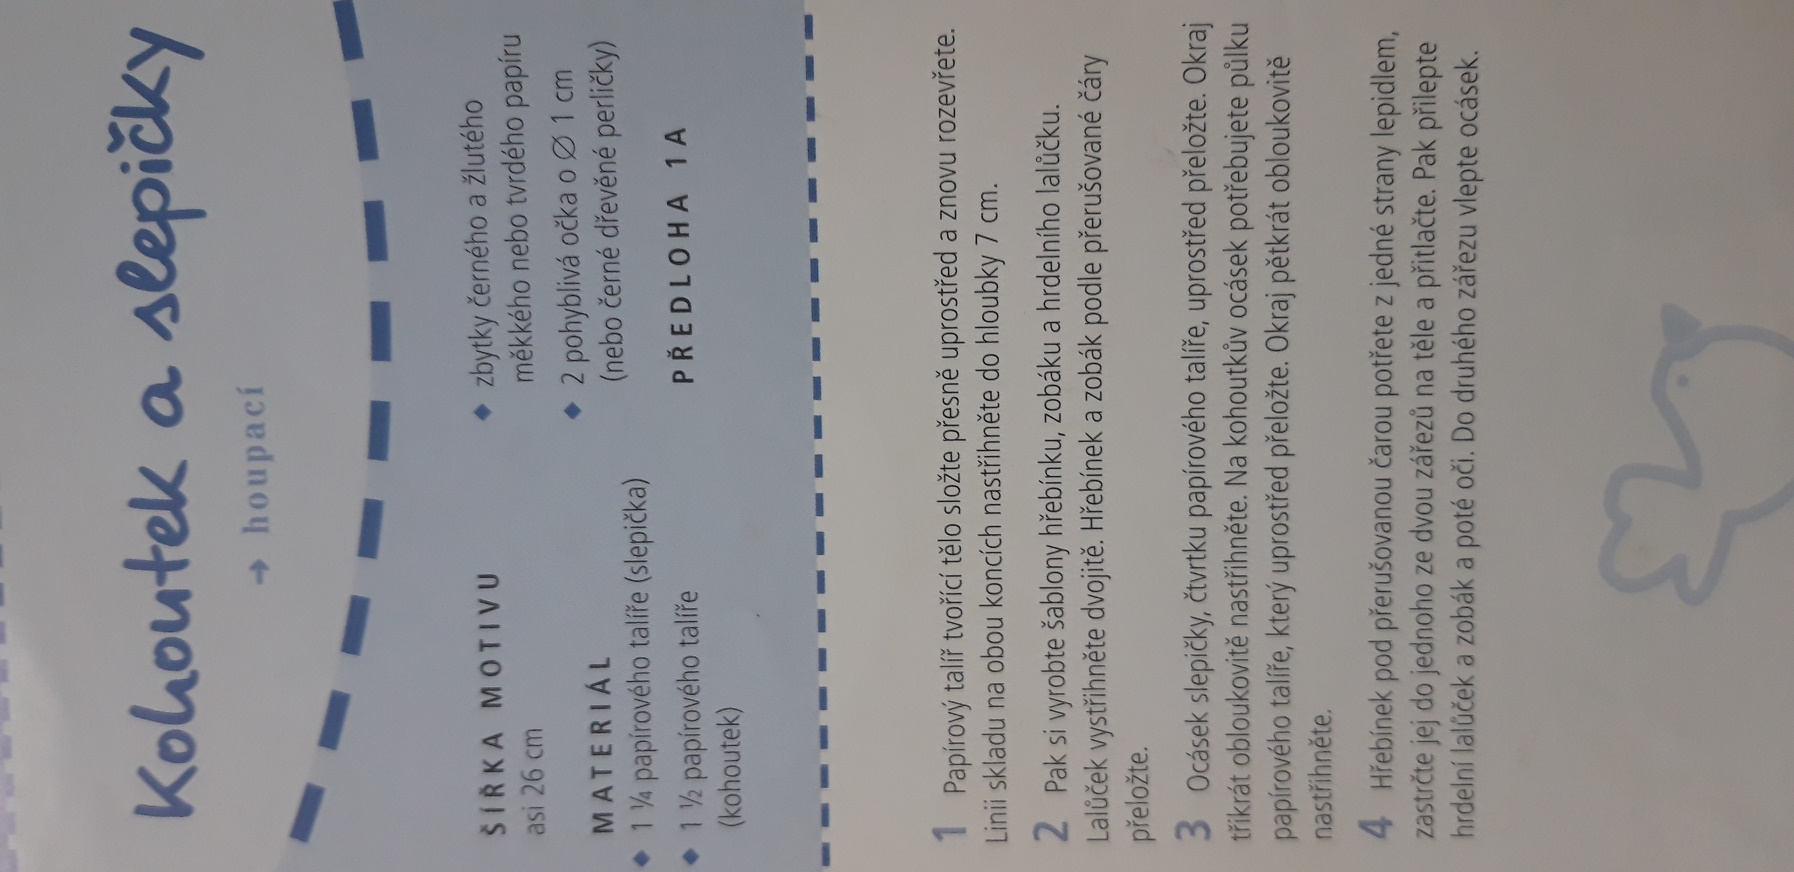 Kohoutek a slepičky
→ houpací
ŠÍŘKA MOTIVU
asi 26 cm
MATERIÁL
◆ 1 ¼ papírového talíře (slepička)
◆ 1 ½ papírového talíře
(kohoutek)
◆ zbytky černého a žlutého
měkkého nebo tvrdého papíru
◆ 2 pohyblivá očka o Ø 1 cm
(nebo černé dřevěné perličky)
PŘEDLOHA 1A
1 Papírový talíř tvořící tělo složte přesně uprostřed a znovu rozevřete.
Linii skladu na obou koncích nastřihněte do hloubky 7 cm.
2 Pak si vyrobte šablony hřebínku, zobáku a hrdelního lalůčku.
Lalůček vystřihněte dvojitě. Hřebínek a zobák podle přerušované čáry
přeložte.
3 Ocásek slepičky, čtvrtku papírového talíře, uprostřed přeložte. Okraj
třikrát obloukovitě nastřihněte. Na kohoutkův ocásek potřebujete půlku
papírového talíře, který uprostřed přeložte. Okraj pětkrát obloukovitě
nastřihněte.
4 Hřebínek pod přerušovanou čarou potřete z jedné strany lepidlem,
zastrčte jej do jednoho ze dvou zářezů na těle a přitlačte. Pak přilepte
hrdelní lalůček a zobák a poté oči. Do druhého zářezu vlepte ocásek.